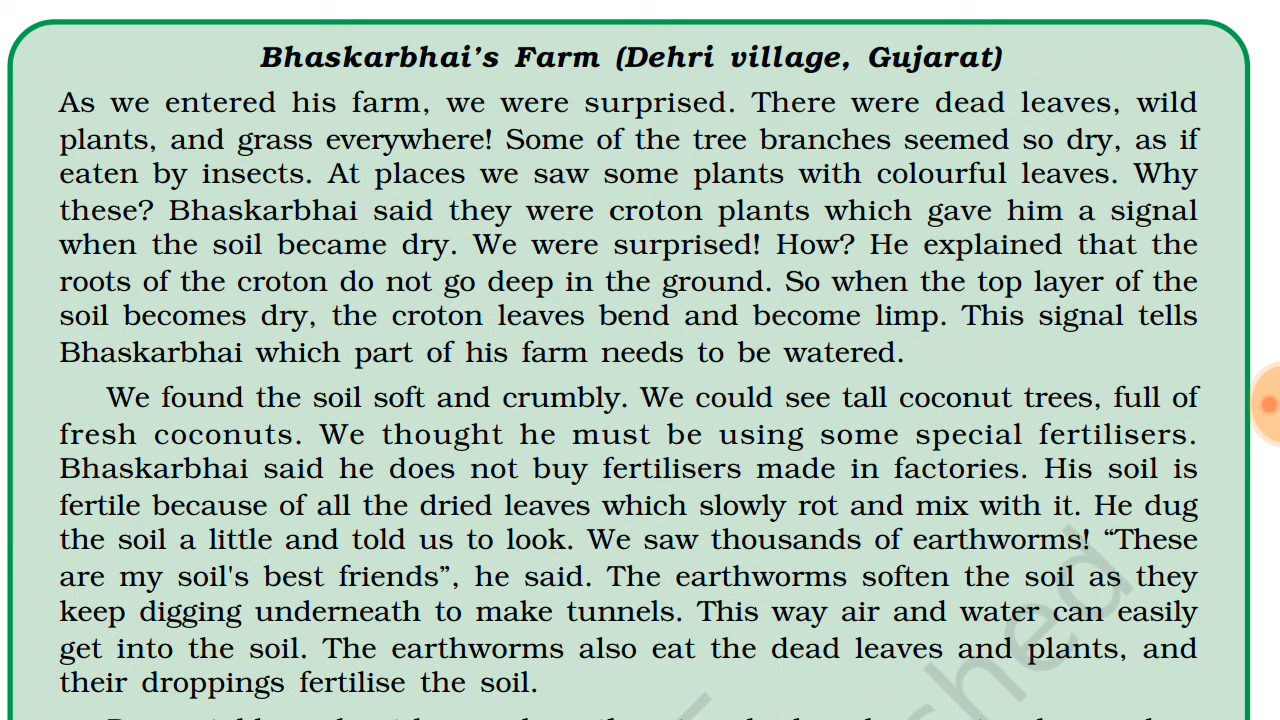 Bhaskarbhai's Farm (Dehri village, Gujarat)
As we entered his farm, we were surprised. There were dead leaves, wild
plants, and grass everywhere! Some of the tree branches seemed so dry, as if
eaten by insects. At places we saw some plants with colourful leaves. Why
these? Bhaskarbhai said they were croton plants which gave him a signal
when the soil became dry. We were surprised! How? He explained that the
roots of the croton do not go deep in the ground. So when the top layer of the
soil becomes dry, the croton leaves bend and become limp. This signal tells
Bhaskarbhai which part of his farm needs to be watered.
We found the soil soft and crumbly. We could see tall coconut trees, full of
fresh coconuts. We thought he must be using some special fertilisers.
Bhaskarbhai said he does not buy fertilisers made in factories. His soil is
fertile because of all the dried leaves which slowly rot and mix with it. He dug
the soil a little and told us to look. We saw thousands of earthworms! “These
are my soil's best friends”, he said. The earthworms soften the soil as they
keep digging underneath to make tunnels. This way air and water can easily
get into the soil. The earthworms also eat the dead leaves and plants, and
their droppings fertilise the soil.